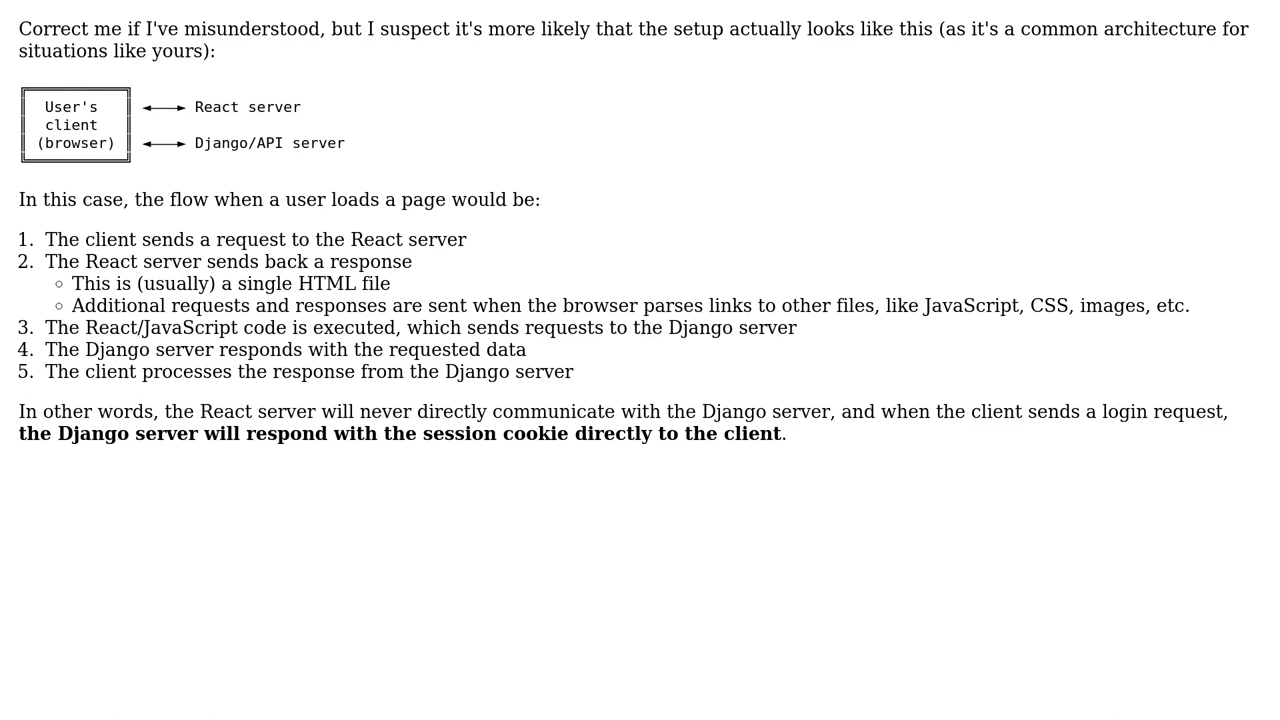 Correct me if I've misunderstood, but I suspect it's more likely that the setup actually looks like this (as it's a common architecture for
situations like yours):
User's ◄───► React server
client
(browser) ◄───► Django/API server
In this case, the flow when a user loads a page would be:
1. The client sends a request to the React server
2. The React server sends back a response
○ This is (usually) a single HTML file
○ Additional requests and responses are sent when the browser parses links to other files, like JavaScript, CSS, images, etc.
3. The React/JavaScript code is executed, which sends requests to the Django server
4. The Django server responds with the requested data
5. The client processes the response from the Django server
In other words, the React server will never directly communicate with the Django server, and when the client sends a login request,
the Django server will respond with the session cookie directly to the client.